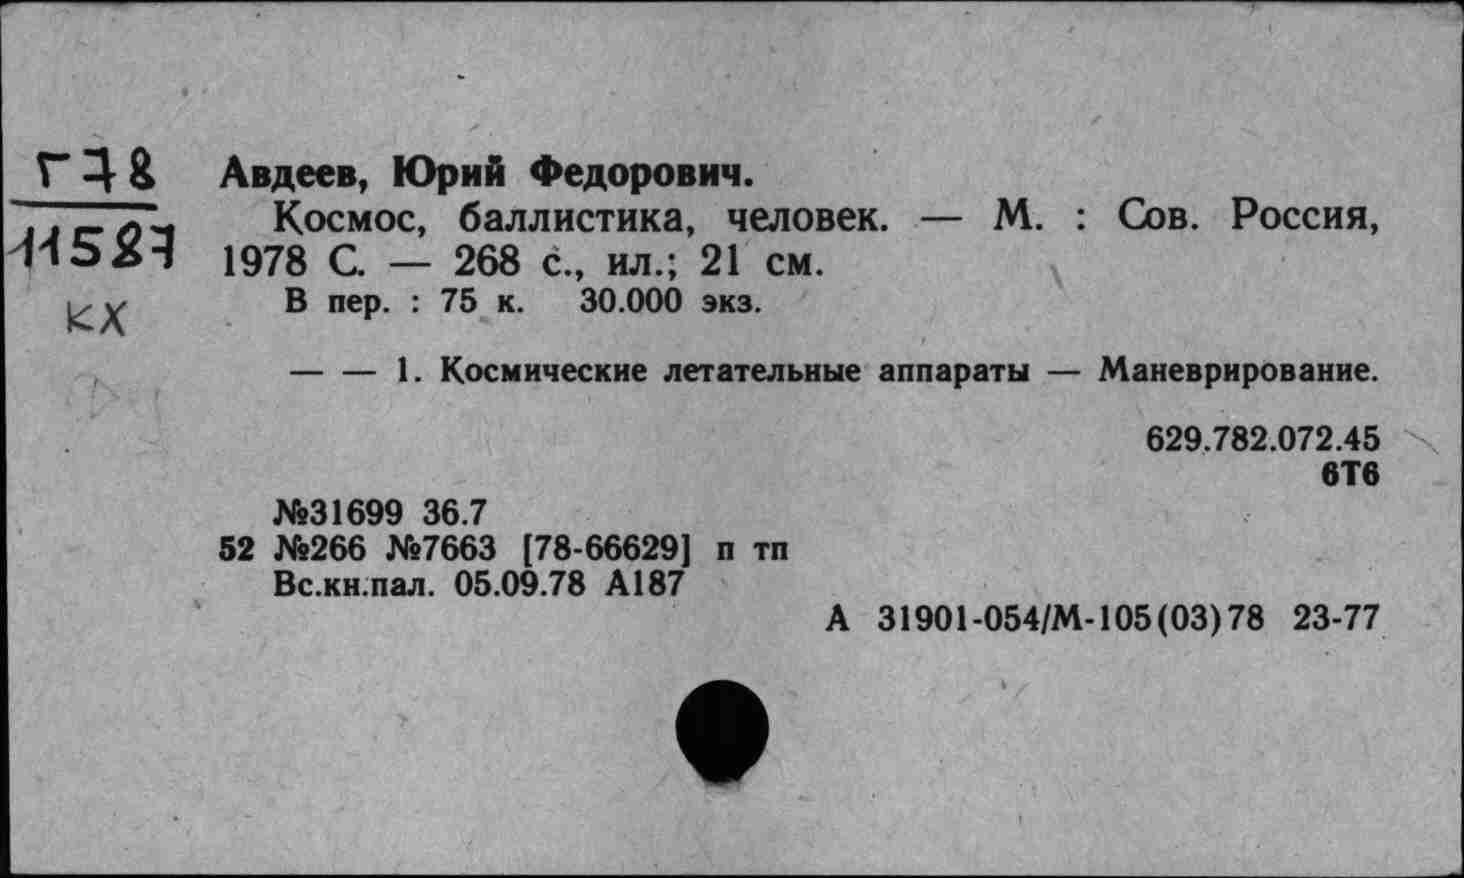 Г78
11587
кх
Авдеев, Юрий Федорович.
Космос, баллистика, человек. — М. : Сов. Россия,
1978 С. — 268 с., ил.; 21 см.
В пер. : 75 к. 30.000 экз.
— — 1. Космические летательные аппараты — Маневрирование.
629.782.072.45
6Т6
№31699 36.7
52 №266 №7663 [78-66629] п тп
Вс.кн.пал. 05.09.78 А187
А 31901-054/М-105(03)78 23-77